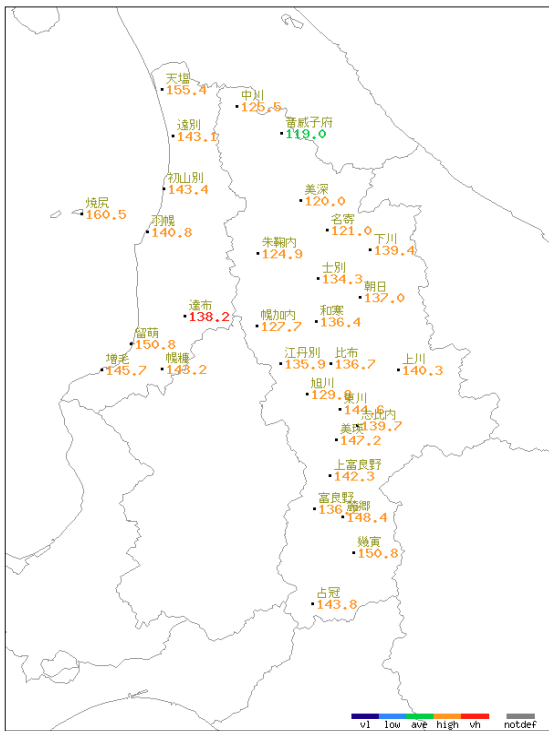 天塩
155.4
中川
125.5
音威子府
119.0
遠別
143.1
初山別
143.4
美深
120.0
焼尻
160.5
羽幌
140.8
名寄
121.0
朱鞠内
124.9
下川
139.4
士別
134.3
朝日
137.0
達布
138.2
幌加内
127.7
和寒
136.4
留萌
150.8
増毛
145.7
幌糠
143.2
江丹別
135.9
比布
136.7
上川
140.3
旭川
東川
144.6
志比内
139.7
美瑛
147.2
上富良野
142.3
富良野
麓郷
148.4
幾寅
150.8
占冠
143.8
vl low ave high vh notdef